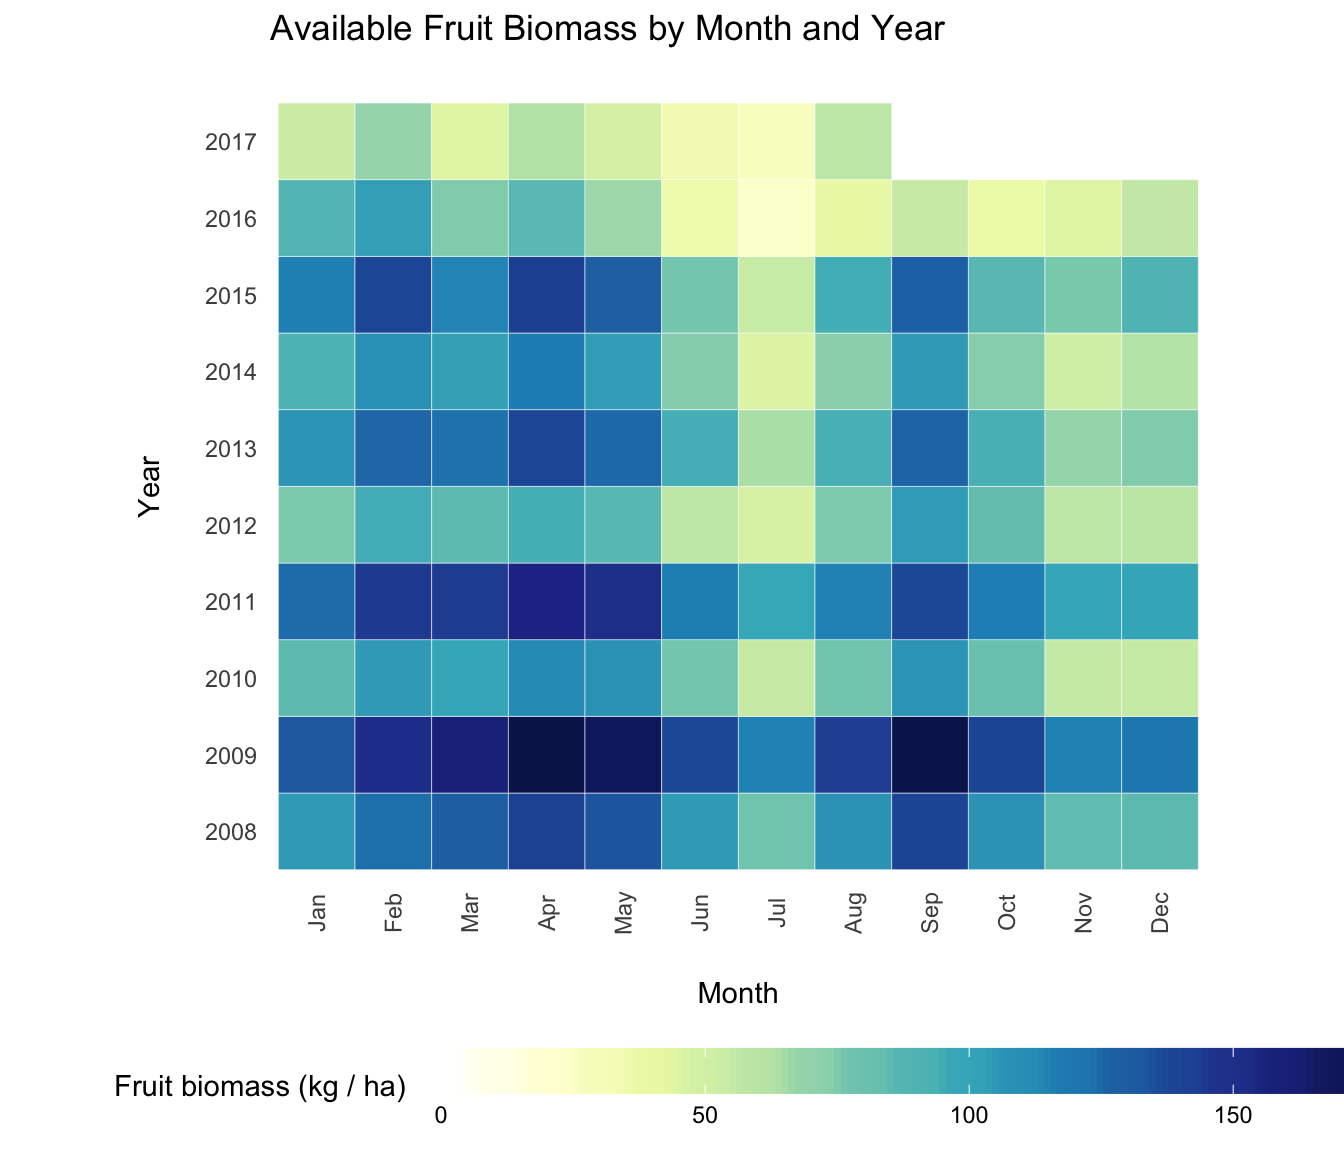 Available Fruit Biomass by Month and Year
2017
2016
2015
2014
2013
2012
2011
2010
2009
2008
Year
Jan Feb Mar Apr May Jun Jul Aug Sep Oct Nov Dec
Month
Fruit biomass (kg / ha)
0 50 100 150